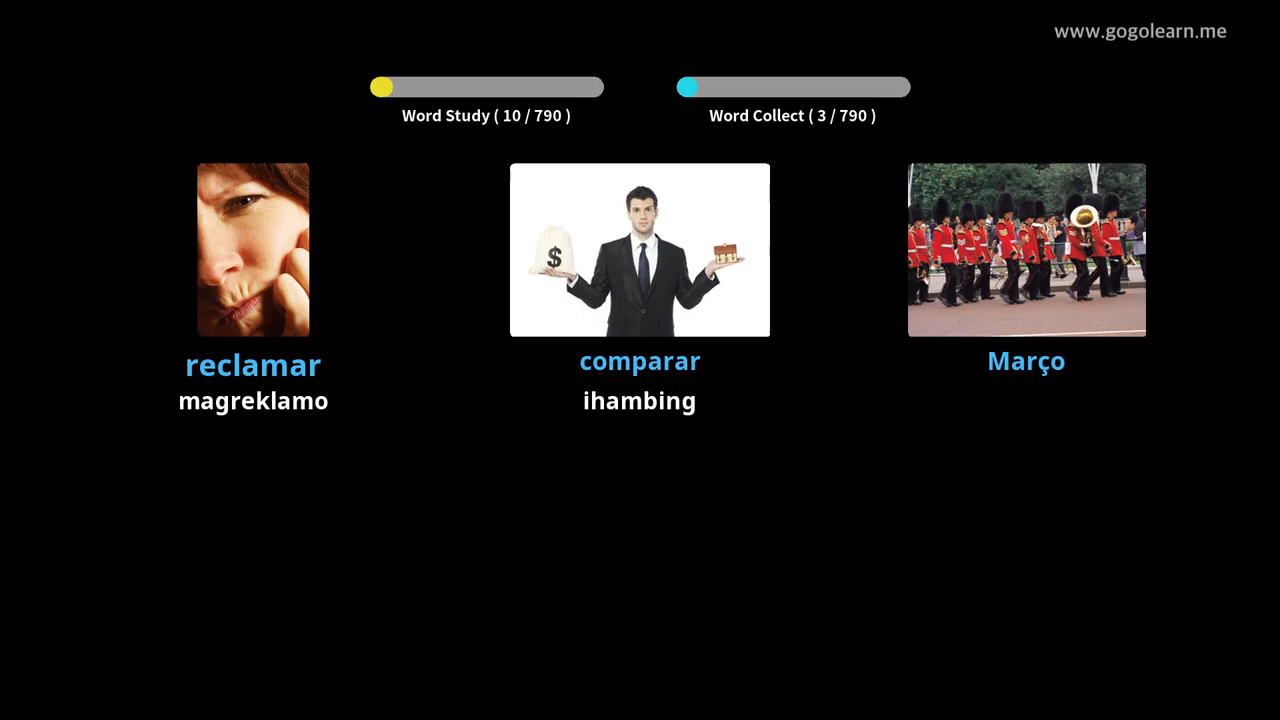 www.gogolearn.me
Word Study ( 10 / 790 )
Word Collect ( 3 / 790 )
$
reclamar
comparar
Março
magreklamo
ihambing